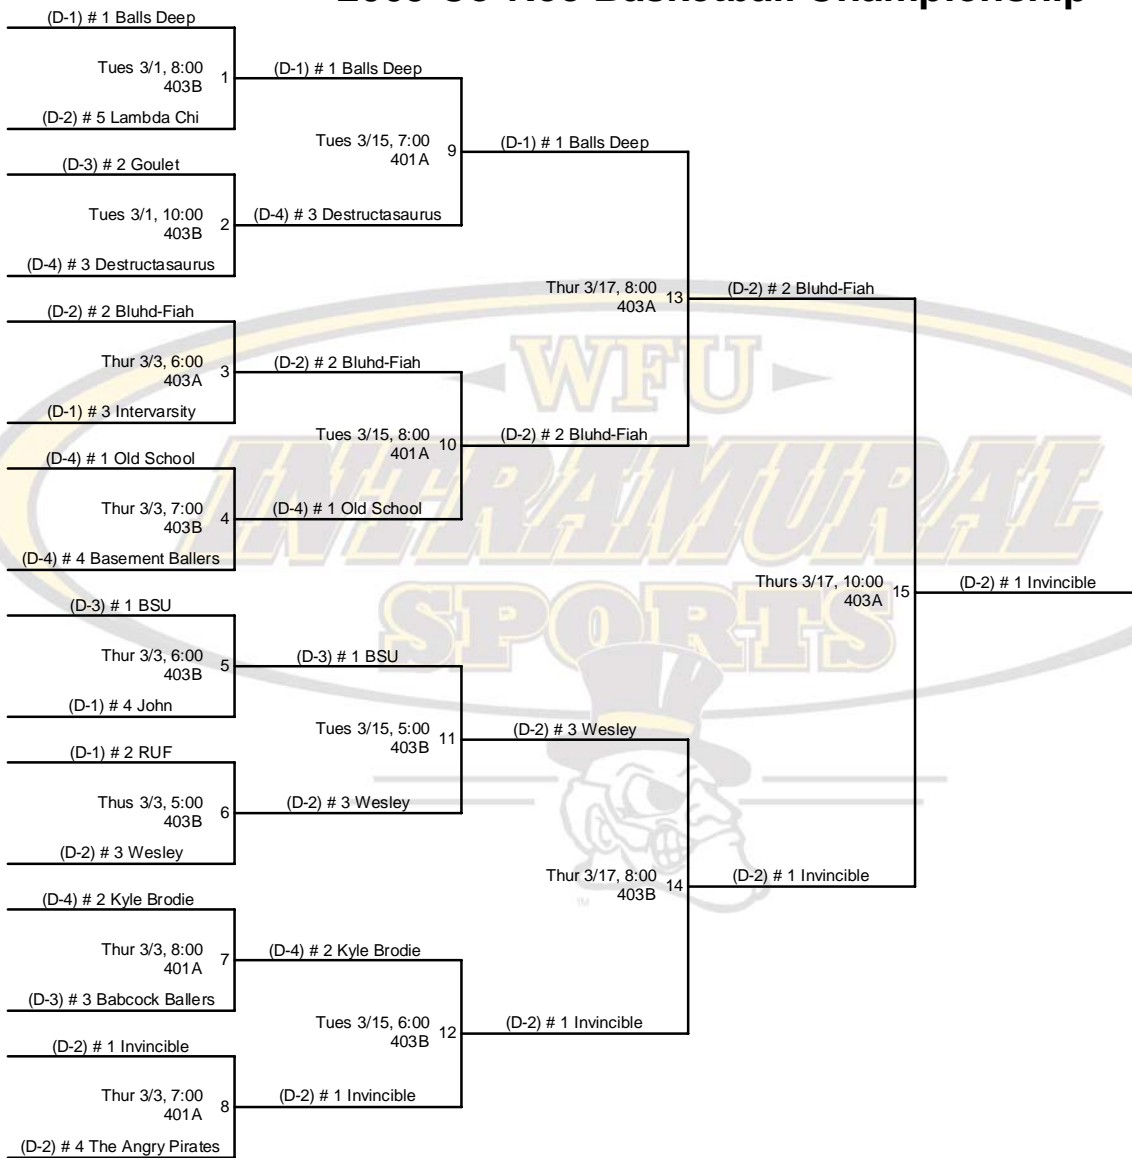 (D-1) # 1 Balls Deep
Tues 3/1, 8:00
403B
1
(D-1) # 1 Balls Deep
(D-2) # 5 Lambda Chi
Tues 3/15, 7:00
401A
9
(D-1) # 1 Balls Deep
(D-3) # 2 Goulet
Tues 3/1, 10:00
403B
2
(D-4) # 3 Destructasaurus
(D-4) # 3 Destructasaurus
Thur 3/17, 8:00
403A
13
(D-2) # 2 Bluhd-Fiah
(D-2) # 2 Bluhd-Fiah
Thur 3/3, 6:00
403A
3
(D-2) # 2 Bluhd-Fiah
WFU
(D-1) # 3 Intervarsity
Tues 3/15, 8:00
401A
10
(D-2) # 2 Bluhd-Fiah
(D-4) # 1 Old School
Thur 3/3, 7:00
403B
4
(D-4) # 1 Old School
INTRAMURAL
(D-4) # 4 Basement Ballers
Thurs 3/17, 10:00
403A
15
(D-2) # 1 Invincible
SPORTS
(D-3) # 1 BSU
Thur 3/3, 6:00
403B
5
(D-3) # 1 BSU
(D-1) # 4 John
Tues 3/15, 5:00
403B
11
(D-2) # 3 Wesley
(D-1) # 2 RUF
Thus 3/3, 5:00
403B
6
(D-2) # 3 Wesley
(D-2) # 3 Wesley
Thur 3/17, 8:00
403B
14
(D-2) # 1 Invincible
TM
(D-4) # 2 Kyle Brodie
Thur 3/3, 8:00
401A
7
(D-4) # 2 Kyle Brodie
(D-3) # 3 Babcock Ballers
Tues 3/15, 6:00
403B
12
(D-2) # 1 Invincible
(D-2) # 1 Invincible
Thur 3/3, 7:00
401A
8
(D-2) # 1 Invincible
(D-2) # 4 The Angry Pirates